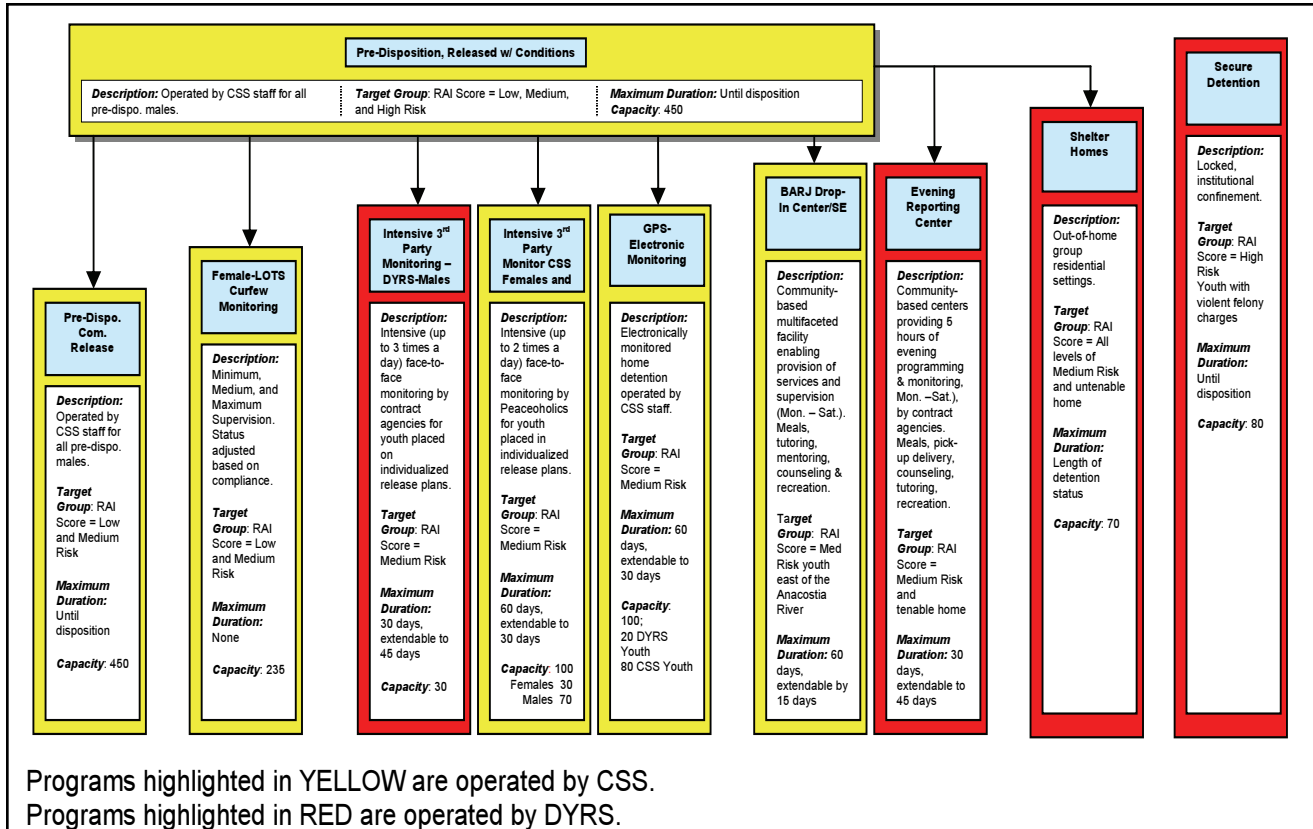 Pre-Disposition, Released w/ Conditions
Description: Operated by CSS staff for all
pre-dispo. males.
Target Group: RAI Score = Low, Medium,
and High Risk
Maximum Duration: Until disposition
Capacity: 450
Pre-Dispo.
Com.
Release
Description:
Operated by
CSS staff for
all pre-dispo.
males.
Target
Group: RAI
Score = Low
and Medium
Risk
Maximum
Duration:
Until
disposition
Capacity: 450
Female-LOTS
Curfew
Monitoring
Description:
Minimum,
Medium, and
Maximum
Supervision.
Status
adjusted
based on
compliance.
Target
Group: RAI
Score = Low
and Medium
Risk
Maximum
Duration:
None
Capacity: 235
Intensive 3rd
Party
Monitoring –
DYRS-Males
Description:
Intensive (up
to 3 times a
day) face-to-
face
monitoring by
contract
agencies for
youth placed
on
individualized
release plans.
Target
Group: RAI
Score =
Medium Risk
Maximum
Duration:
30 days,
extendable to
45 days
Capacity: 30
Intensive 3rd
Party
Monitor CSS
Females and
Description:
Intensive (up
to 2 times a
day) face-to-
face
monitoring by
Peaceoholics
for youth
placed in
individualized
release plans.
Target
Group: RAI
Score =
Medium Risk
Maximum
Duration:
60 days,
extendable to
30 days
Capacity: 100
Females 30
Males 70
GPS-
Electronic
Monitoring
Description:
Electronically
monitored
home
detention
operated by
CSS staff.
Target
Group: RAI
Score =
Medium Risk
Maximum
Duration: 60
days,
extendable to
30 days
Capacity:
100;
20 DYRS
Youth
80 CSS Youth
BARJ Drop-
In Center/SE
Description:
Community-
based
multifaceted
facility
enabling
provision of
services and
supervision
(Mon. – Sat.).
Meals,
tutoring,
mentoring,
counseling &
recreation.
Target
Group: RAI
Score = Med
Risk youth
east of the
Anacostia
River
Maximum
Duration: 60
days,
extendable by
15 days
Evening
Reporting
Center
Description:
Community-
based centers
providing 5
hours of
evening
programming
& monitoring,
Mon. –Sat.),
by contract
agencies.
Meals, pick-
up delivery,
counseling,
tutoring,
recreation.
Target
Group: RAI
Score =
Medium Risk
and
tenable home
Maximum
Duration: 30
days,
extendable to
45 days
Shelter
Homes
Description:
Out-of-home
group
residential
settings.
Target
Group: RAI
Score = All
levels of
Medium Risk
and untenable
home
Maximum
Duration:
Length of
detention
status
Capacity: 70
Secure
Detention
Description:
Locked,
institutional
confinement.
Target
Group: RAI
Score = High
Risk
Youth with
violent felony
charges
Maximum
Duration:
Until
disposition
Capacity: 80
Programs highlighted in YELLOW are operated by CSS.
Programs highlighted in RED are operated by DYRS.